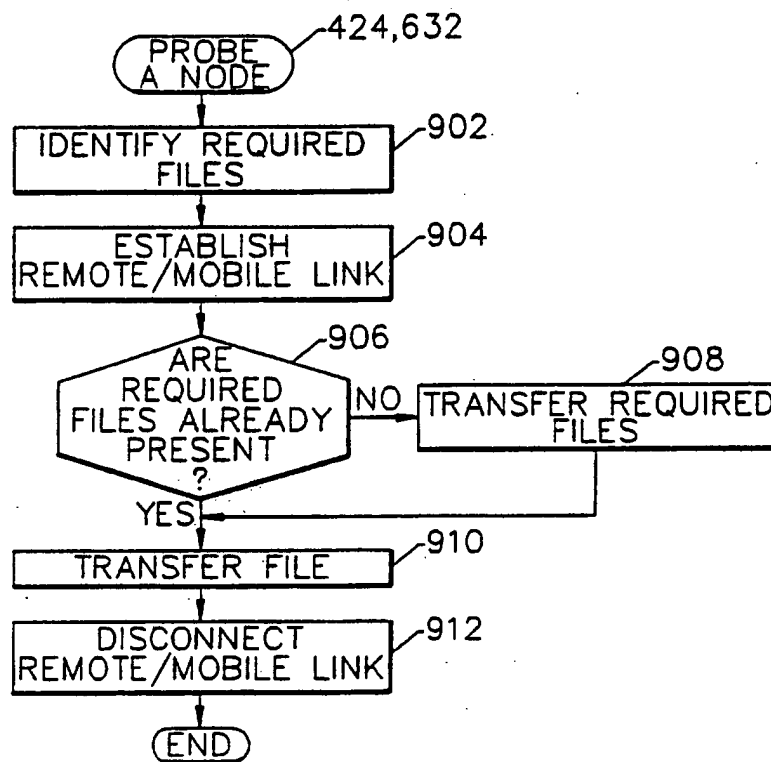 424,632
PROBE
A NODE
902
IDENTIFY REQUIRED
FILES
904
ESTABLISH
REMOTE/MOBILE LINK
906
ARE
REQUIRED
FILES ALREADY
PRESENT
?
NO
908
TRANSFER REQUIRED
FILES
YES
910
TRANSFER FILE
912
DISCONNECT
REMOTE/MOBILE LINK
END